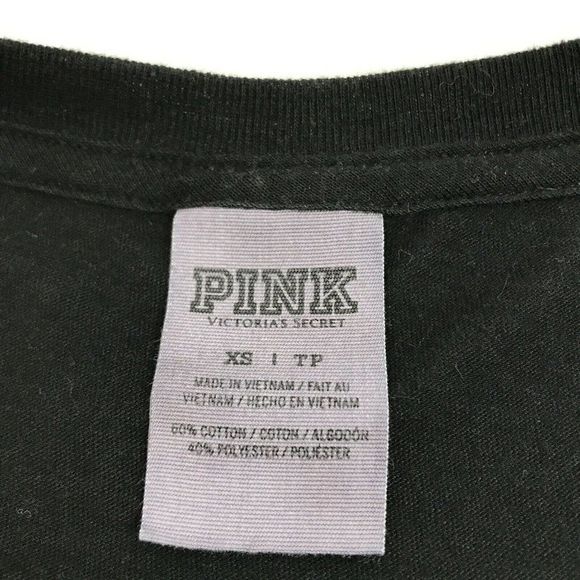 PINK
VICTORIA'S SECRET
XS | TP
MADE IN VIETNAM / FAIT AU
VIETNAM / HECHO EN VIETNAM
60% COTTON / COTON / ALGODÓN
40% POLYESTER / POLIÉSTER